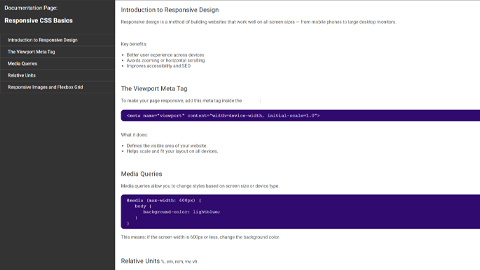 Documentation Page:
Responsive CSS Basics
Introduction to Responsive Design
The Viewport Meta Tag
Media Queries
Relative Units
Responsive Images and Flexbox Grid
Introduction to Responsive Design
Responsive design is a method of building websites that work well on all screen sizes — from mobile phones to large desktop monitors.
Key benefits:
Better user experience across devices
Avoids zooming or horizontal scrolling
Improves accessibility and SEO
The Viewport Meta Tag
To make your page responsive, add this meta tag inside the
<meta name="viewport" content="width=device-width, initial-scale=1.0">
What it does:
Defines the visible area of your website
Helps scale and fit your layout on all devices.
Media Queries
Media queries allow you to change styles based on screen size or device type.
@media (max-width: 600px) {
body {
background-color: lightblue;
}
}
This means: if the screen width is 600px or less, change the background color.
Relative Units %, em, rem, vw, vh